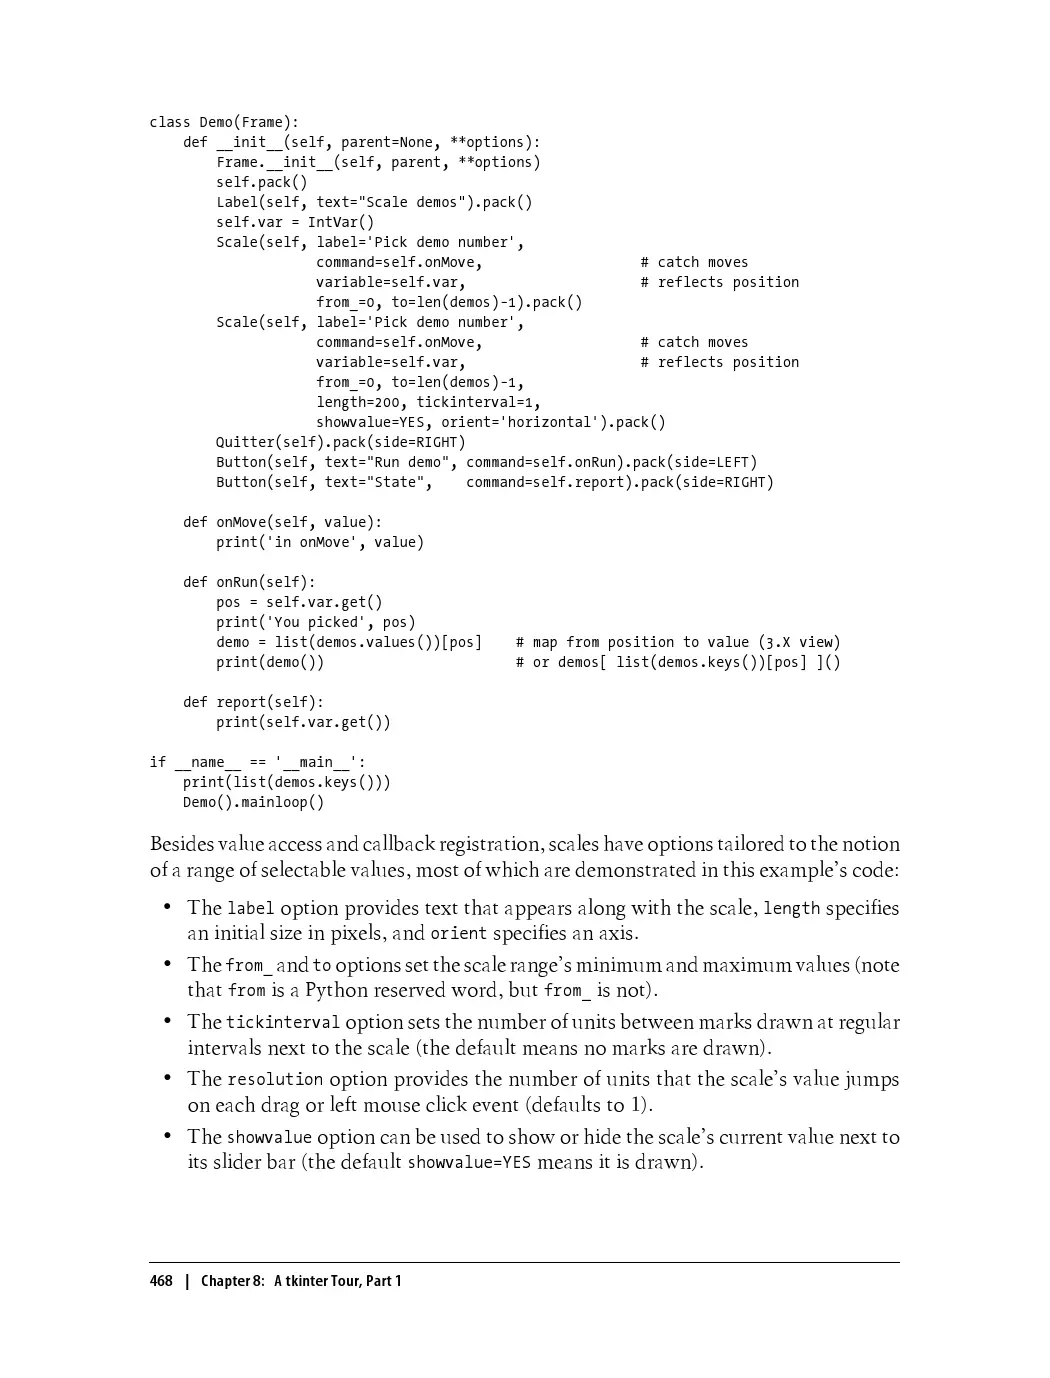 class Demo(Frame):
    def __init__(self, parent=None, **options):
        Frame.__init__(self, parent, **options)
        self.pack()
        Label(self, text="Scale demos").pack()
        self.var = IntVar()
        Scale(self, label='Pick demo number',
                    command=self.onMove,                   # catch moves
                    variable=self.var,                     # reflects position
                    from_=0, to=len(demos)-1).pack()
        Scale(self, label='Pick demo number',
                    command=self.onMove,                   # catch moves
                    variable=self.var,                     # reflects position
                    from_=0, to=len(demos)-1,
                    length=200, tickinterval=1,
                    showvalue=YES, orient='horizontal').pack()
        Quitter(self).pack(side=RIGHT)
        Button(self, text="Run demo", command=self.onRun).pack(side=LEFT)
        Button(self, text="State",    command=self.report).pack(side=RIGHT)

    def onMove(self, value):
        print('in onMove', value)

    def onRun(self):
        pos = self.var.get()
        print('You picked', pos)
        demo = list(demos.values())[pos]    # map from position to value (3.X view)
        print(demo())                       # or demos[ list(demos.keys())[pos] ]()

    def report(self):
        print(self.var.get())

if __name__ == '__main__':
    print(list(demos.keys()))
    Demo().mainloop()

Besides value access and callback registration, scales have options tailored to the notion
of a range of selectable values, most of which are demonstrated in this example’s code:
• The label option provides text that appears along with the scale, length specifies
an initial size in pixels, and orient specifies an axis.
• The from_ and to options set the scale range’s minimum and maximum values (note
that from is a Python reserved word, but from_ is not).
• The tickinterval option sets the number of units between marks drawn at regular
intervals next to the scale (the default means no marks are drawn).
• The resolution option provides the number of units that the scale’s value jumps
on each drag or left mouse click event (defaults to 1).
• The showvalue option can be used to show or hide the scale’s current value next to
its slider bar (the default showvalue=YES means it is drawn).

468 | Chapter 8: A tkinter Tour, Part 1